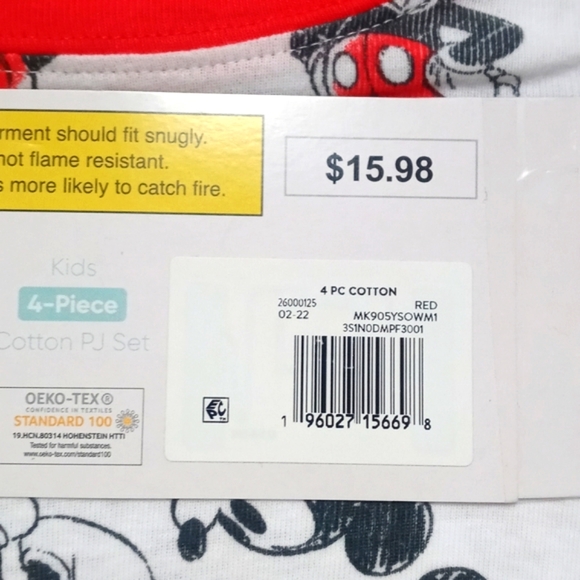 rment should fit snugly.
not flame resistant.
s more likely to catch fire.
$15.98
Kids
4-Piece
Cotton PJ Set
OEKO-TEX®
CONFIDENCE IN TEXTILES
STANDARD 100
19.HCN.80314 HOHENSTEIN HTTI
Tested for harmful substances.
www.oeko-tex.com/standard100
4 PC COTTON
26000125 RED
02-22 MK905YSOWM1
3S1N0DMPF3001
1 96027 15669 8